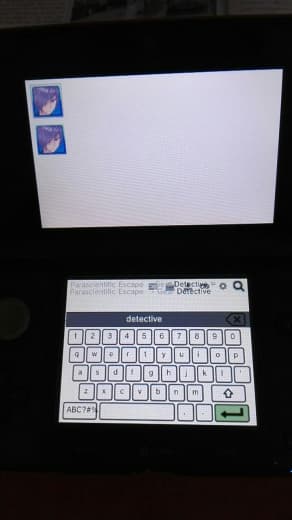 Parascientific Escape Detective
Parascientific Escape Detective
detective
1 2 3 4 5 6 7 8 9 0
q w e r t y u i o p
a s d f g h j k l '
z x c v b n m
ABC?#% , .